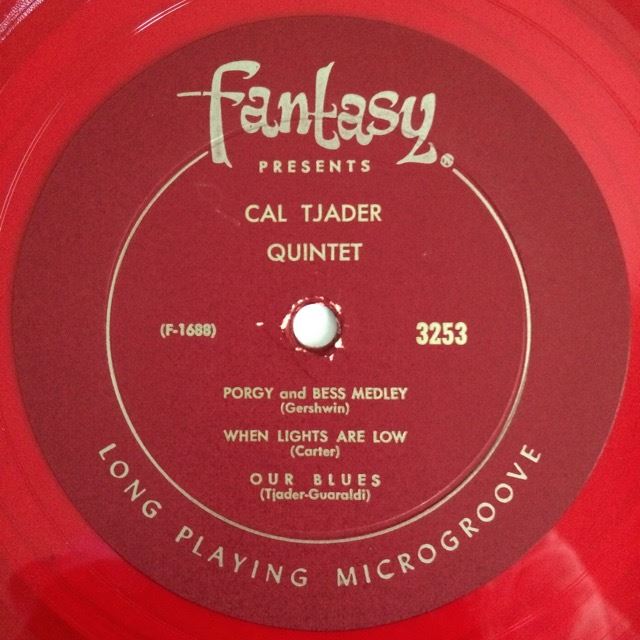 Fantasy
PRESENTS
CAL TJADER
QUINTET
(F-1688)
3253
PORGY and BESS MEDLEY
(Gershwin)
WHEN LIGHTS ARE LOW
(Carter)
OUR BLUES
(Tjader-Guaraldi)
LONG PLAYING MICROGROOVE